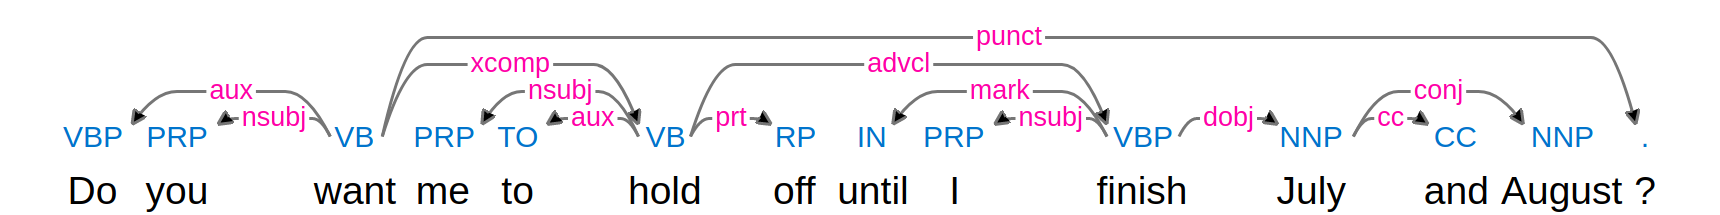 punct
xcomp advcl
aux nsubj mark conj
nsubj aux prt nsubj dobj cc
VBP PRP VB PRP TO VB RP IN PRP VBP NNP CC NNP .
Do you want me to hold off until I finish July and August ?